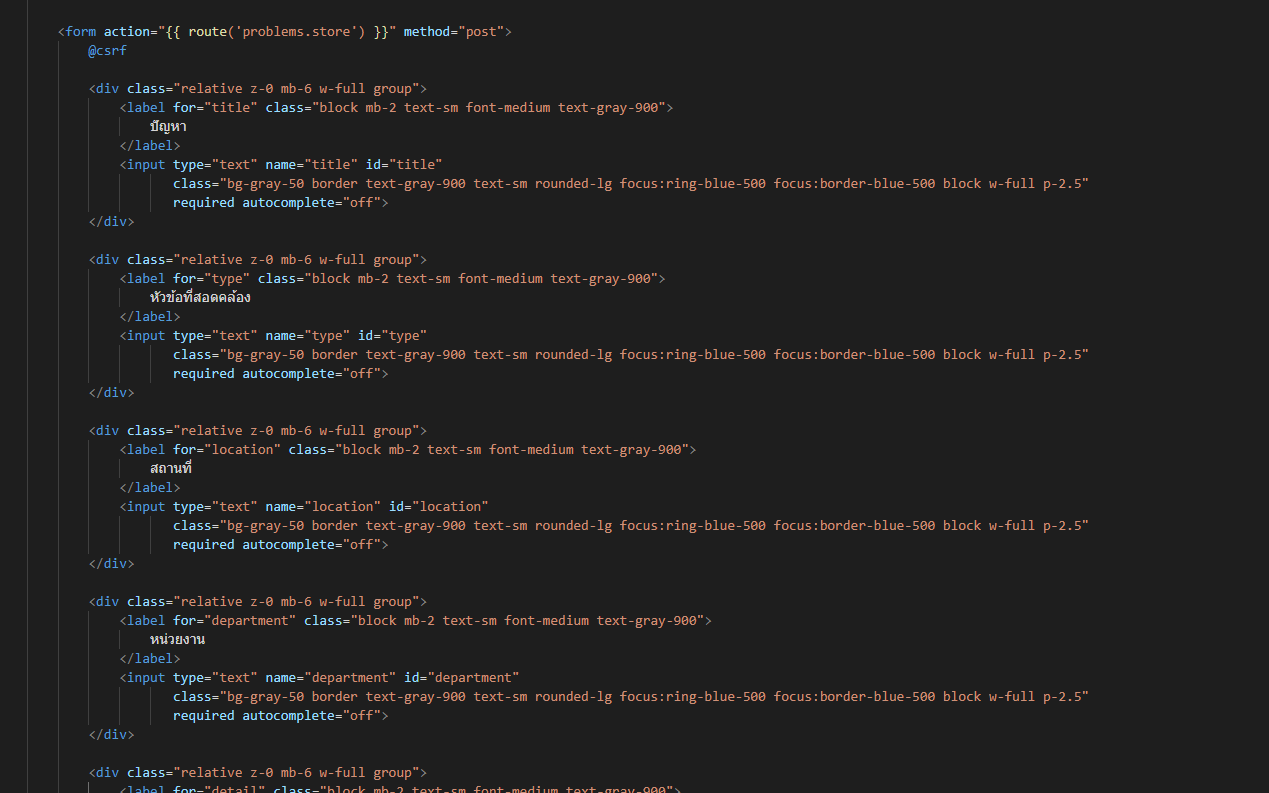 <form action="{{ route('problems.store') }}" method="post">
@csrf
<div class="relative z-0 mb-6 w-full group">
<label for="title" class="block mb-2 text-sm font-medium text-gray-900">
ปัญหา
</label>
<input type="text" name="title" id="title"
class="bg-gray-50 border text-gray-900 text-sm rounded-lg focus:ring-blue-500 focus:border-blue-500 block w-full p-2.5"
required autocomplete="off">
</div>
<div class="relative z-0 mb-6 w-full group">
<label for="type" class="block mb-2 text-sm font-medium text-gray-900">
หัวข้อที่สอดคล้อง
</label>
<input type="text" name="type" id="type"
class="bg-gray-50 border text-gray-900 text-sm rounded-lg focus:ring-blue-500 focus:border-blue-500 block w-full p-2.5"
required autocomplete="off">
</div>
<div class="relative z-0 mb-6 w-full group">
<label for="location" class="block mb-2 text-sm font-medium text-gray-900">
สถานที่
</label>
<input type="text" name="location" id="location"
class="bg-gray-50 border text-gray-900 text-sm rounded-lg focus:ring-blue-500 focus:border-blue-500 block w-full p-2.5"
required autocomplete="off">
</div>
<div class="relative z-0 mb-6 w-full group">
<label for="department" class="block mb-2 text-sm font-medium text-gray-900">
หน่วยงาน
</label>
<input type="text" name="department" id="department"
class="bg-gray-50 border text-gray-900 text-sm rounded-lg focus:ring-blue-500 focus:border-blue-500 block w-full p-2.5"
required autocomplete="off">
</div>
<div class="relative z-0 mb-6 w-full group">
<label for="detail" class="block mb-2 text-sm font-medium text-gray-900">